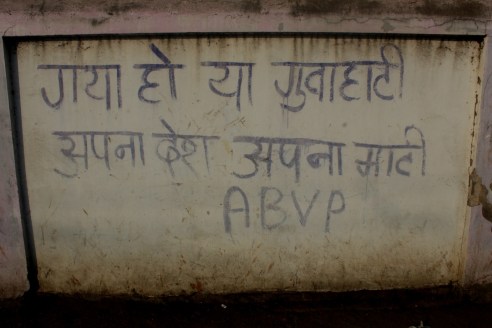 गया हो या गुवाहाटी
अपना देश अपना माटी
ABVP